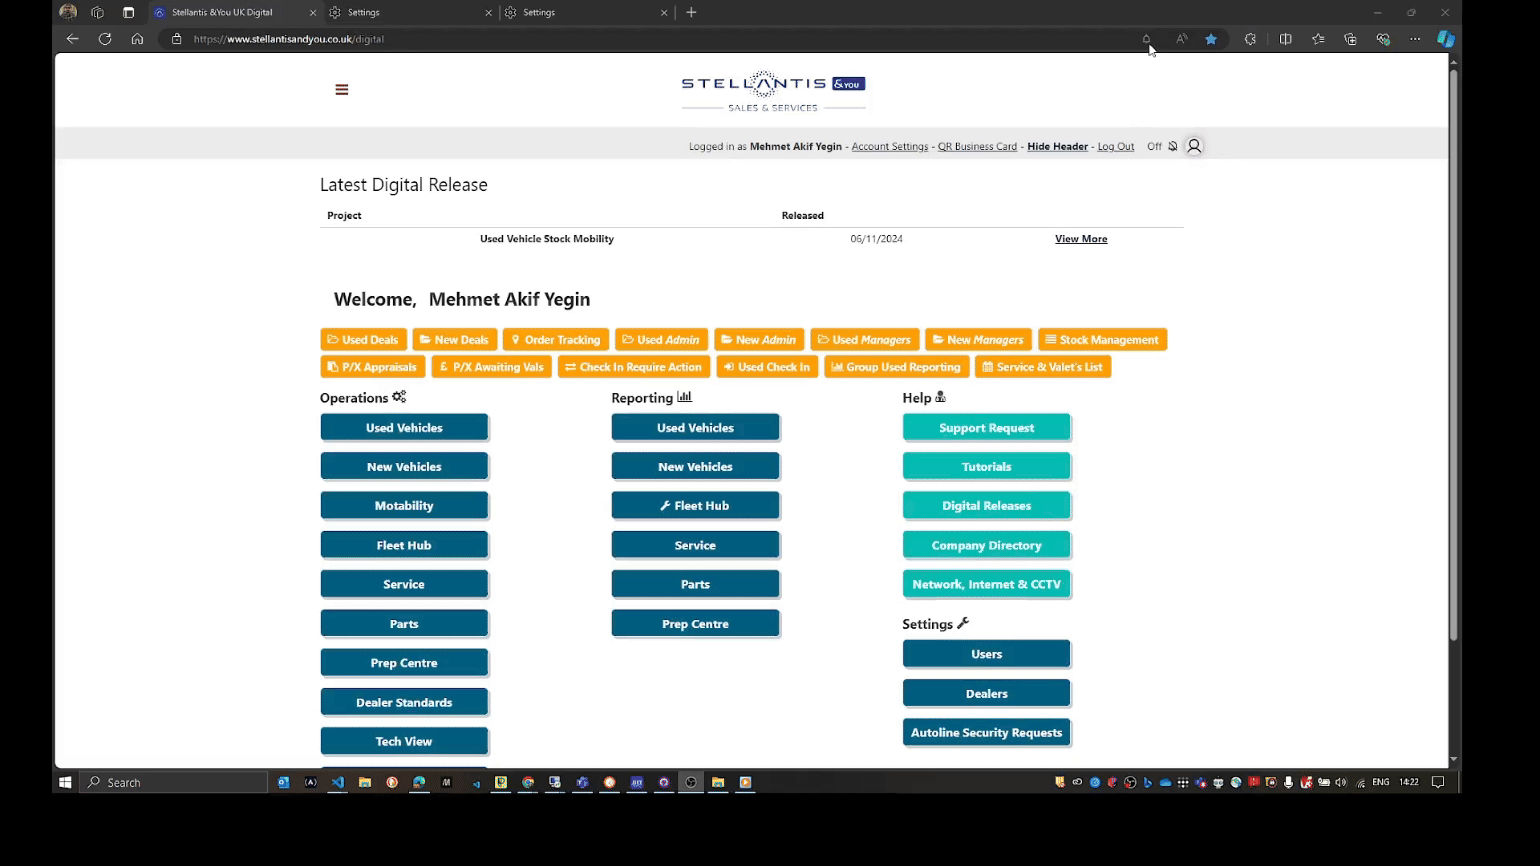 Stellantis &You UK Digital
Settings
Settings
https://www.stellantisandyou.co.uk/digital
STELLANTIS &YOU
SALES & SERVICES
Logged in as Mehmet Akif Yegin - Account Settings - QR Business Card - Hide Header - Log Out Off
Latest Digital Release
Project Released
Used Vehicle Stock Mobility 06/11/2024 View More
Welcome, Mehmet Akif Yegin
Used Deals New Deals Order Tracking Used Admin New Admin Used Managers New Managers Stock Management
P/X Appraisals £ P/X Awaiting Vals Check In Require Action Used Check In Group Used Reporting Service & Valet's List
Operations
Used Vehicles
New Vehicles
Motability
Fleet Hub
Service
Parts
Prep Centre
Dealer Standards
Tech View
Reporting
Used Vehicles
New Vehicles
Fleet Hub
Service
Parts
Prep Centre
Help
Support Request
Tutorials
Digital Releases
Company Directory
Network, Internet & CCTV
Settings
Users
Dealers
Autoline Security Requests
Search
ENG 14:22